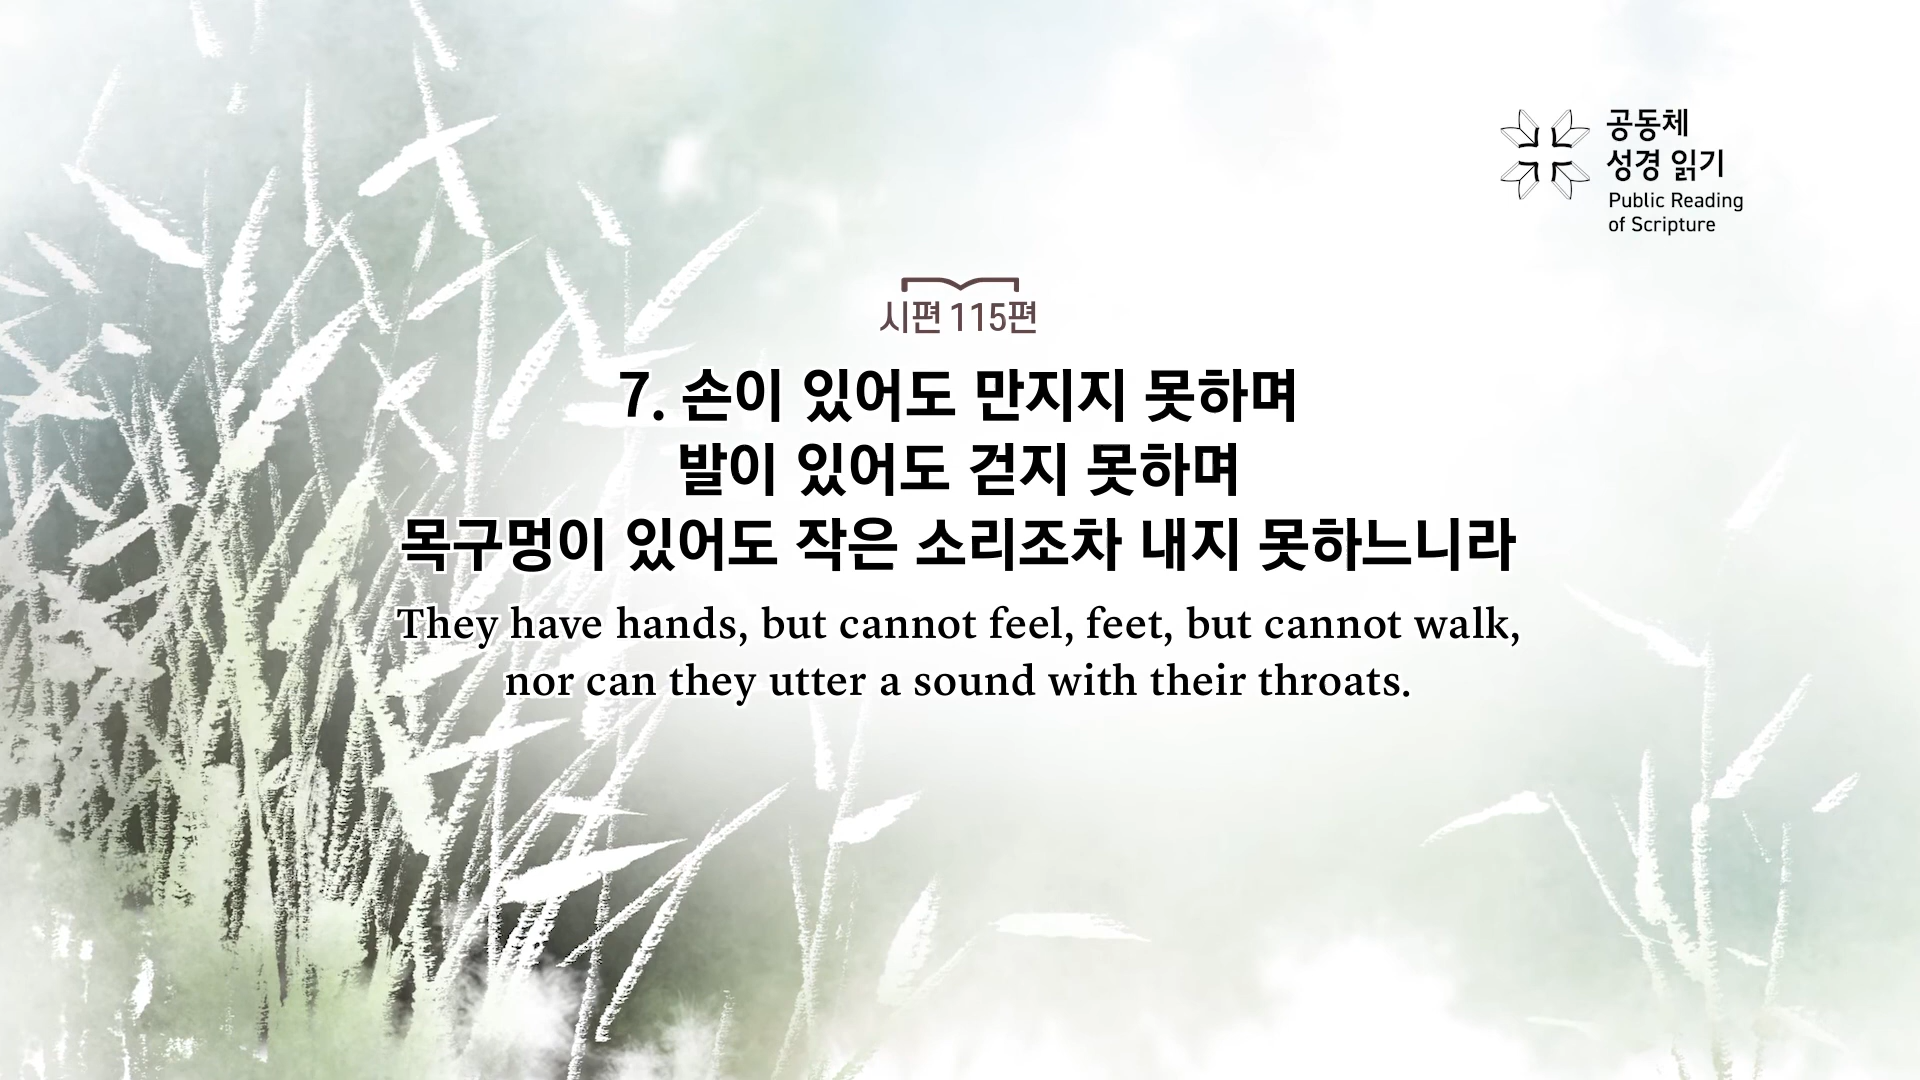 공동체
성경 읽기
Public Reading
of Scripture
시편 115편
7. 손이 있어도 만지지 못하며
발이 있어도 걷지 못하며
목구멍이 있어도 작은 소리조차 내지 못하느니라
They have hands, but cannot feel, feet, but cannot walk,
nor can they utter a sound with their throats.